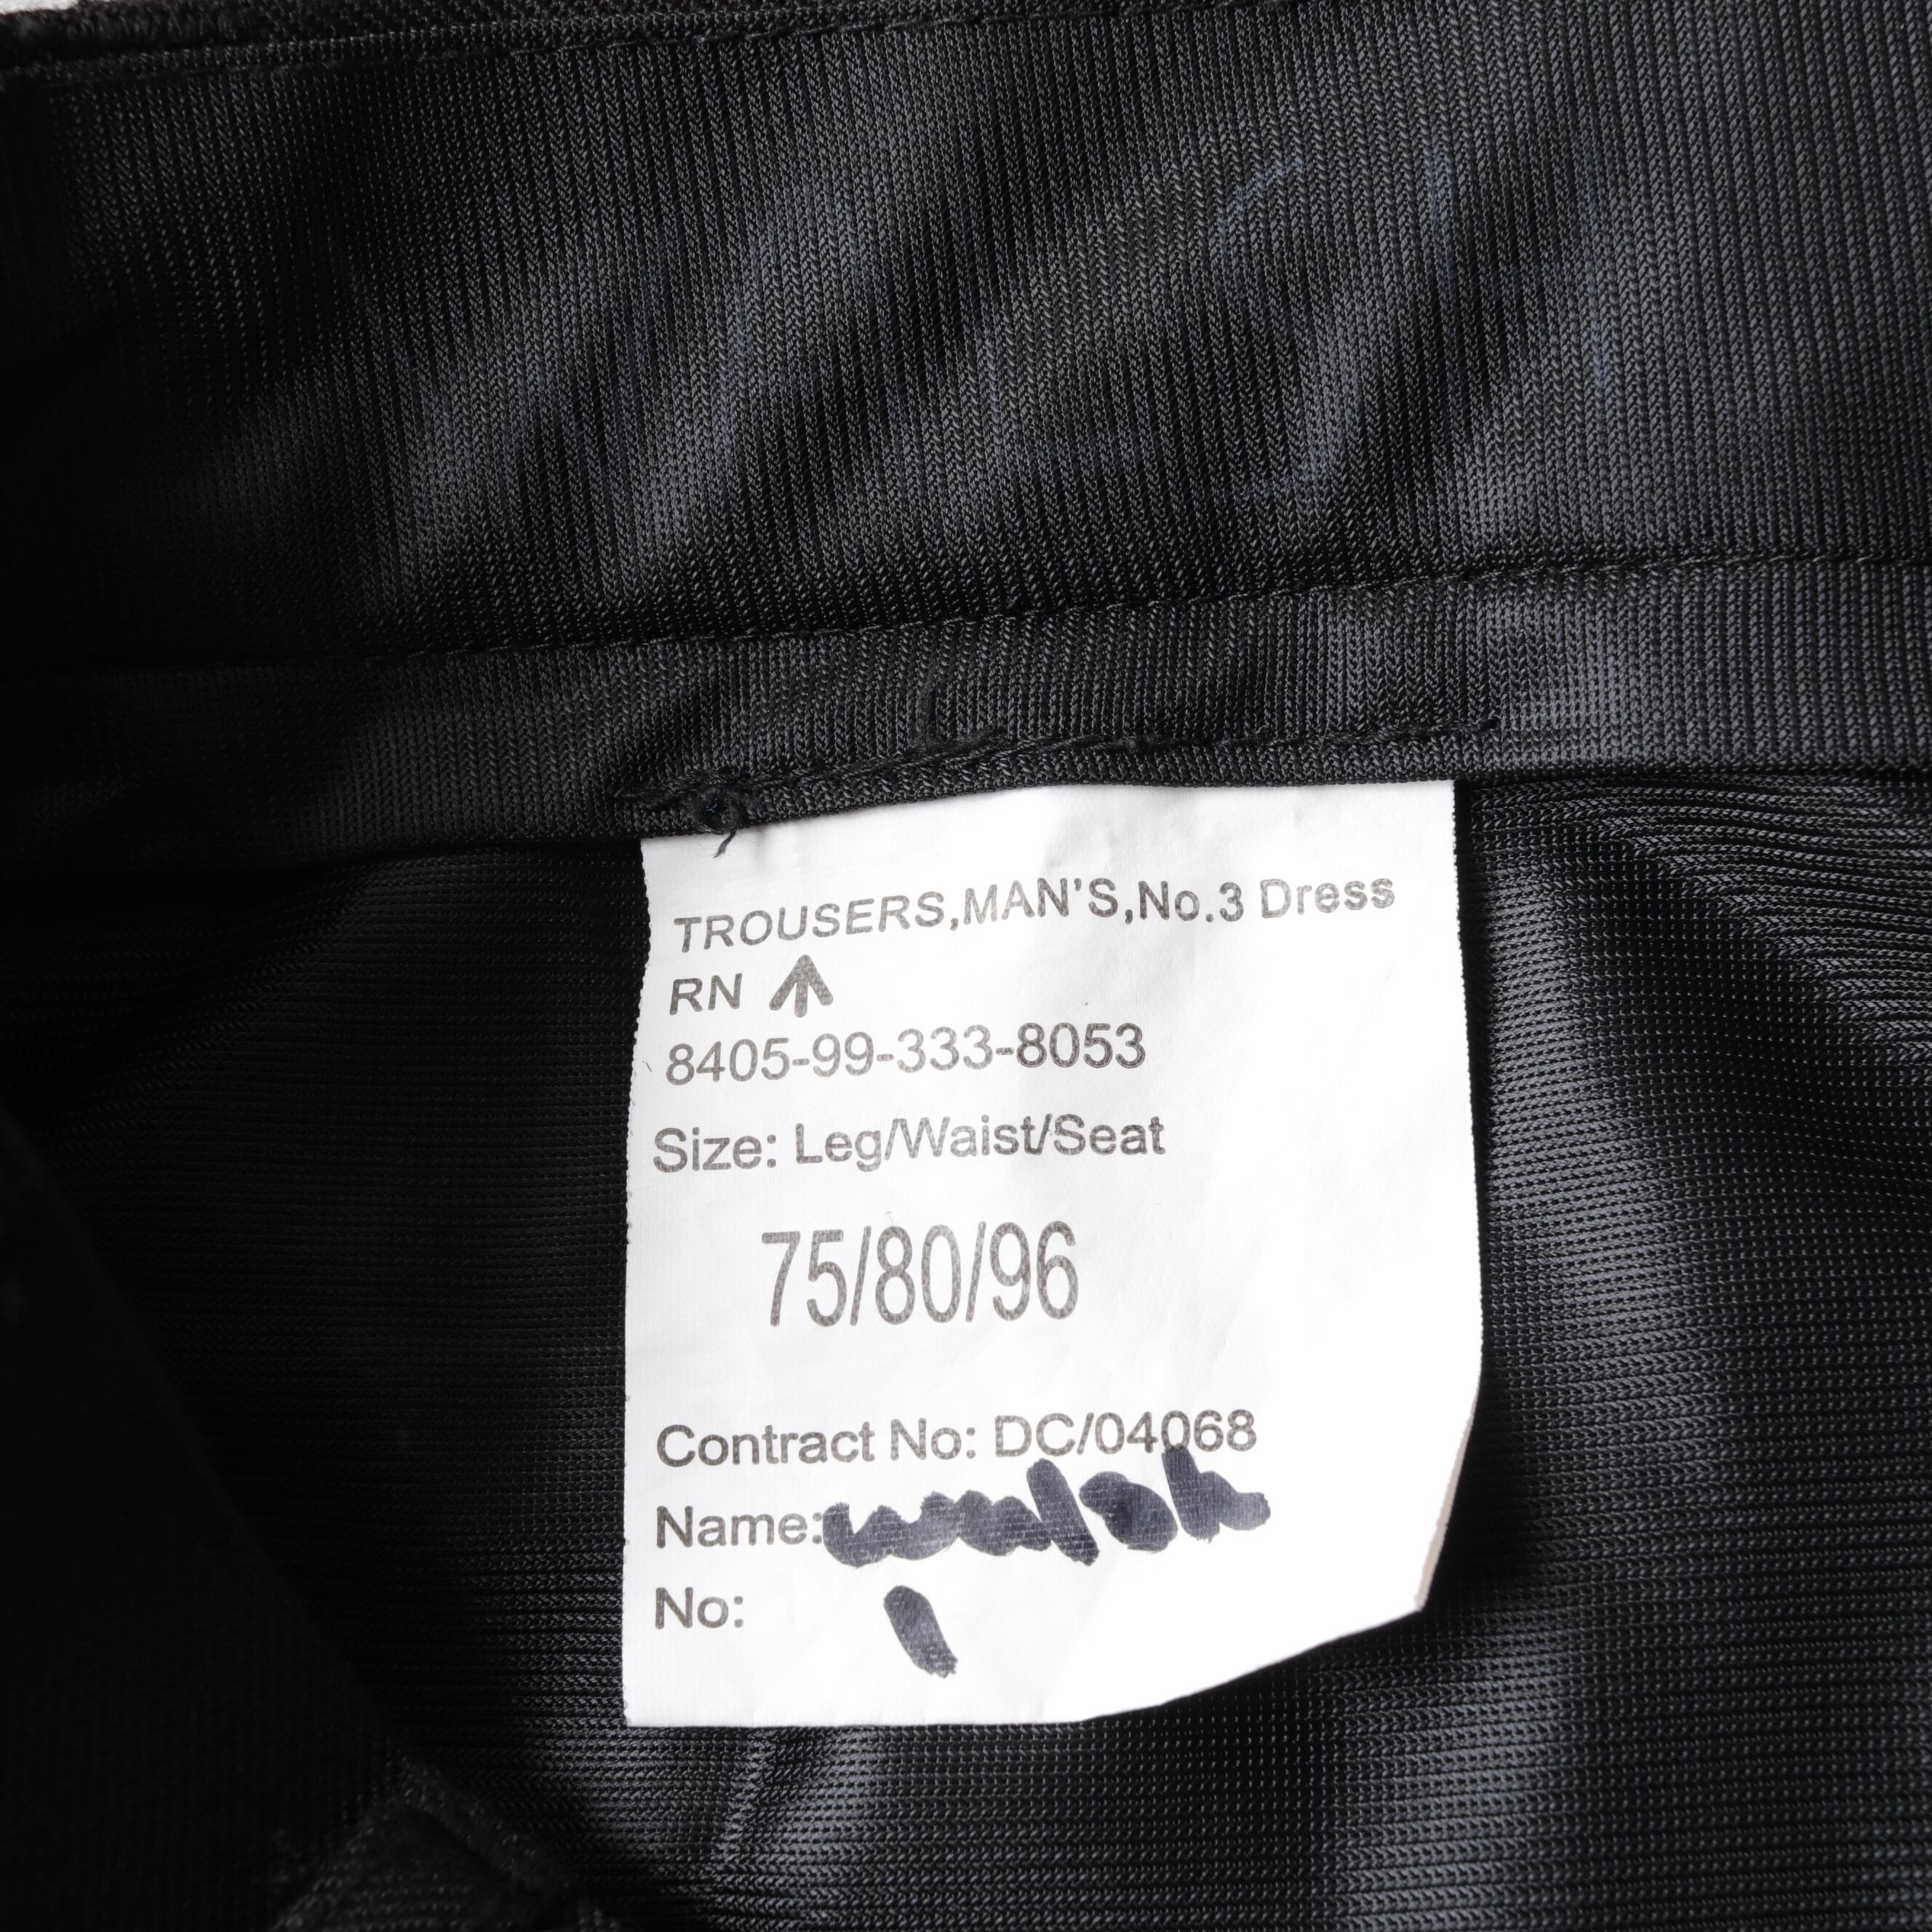 TROUSERS,MAN'S,No.3 Dress
RN
8405-99-333-8053
Size: Leg/Waist/Seat
75/80/96
Contract No: DC/04068
Name: walsh
No: